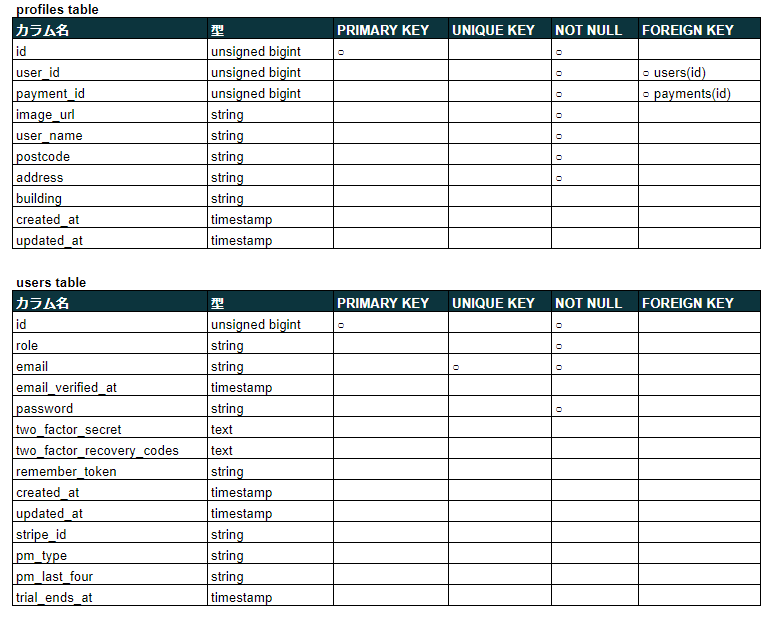 profiles table
カラム名 型 PRIMARY KEY UNIQUE KEY NOT NULL FOREIGN KEY
id unsigned bigint ○ ○
user_id unsigned bigint ○ ○ users(id)
payment_id unsigned bigint ○ ○ payments(id)
image_url string ○
user_name string ○
postcode string ○
address string ○
building string
created_at timestamp
updated_at timestamp
users table
カラム名 型 PRIMARY KEY UNIQUE KEY NOT NULL FOREIGN KEY
id unsigned bigint ○ ○
role string ○
email string ○ ○
email_verified_at timestamp
password string ○
two_factor_secret text
two_factor_recovery_codes text
remember_token string
created_at timestamp
updated_at timestamp
stripe_id string
pm_type string
pm_last_four string
trial_ends_at timestamp